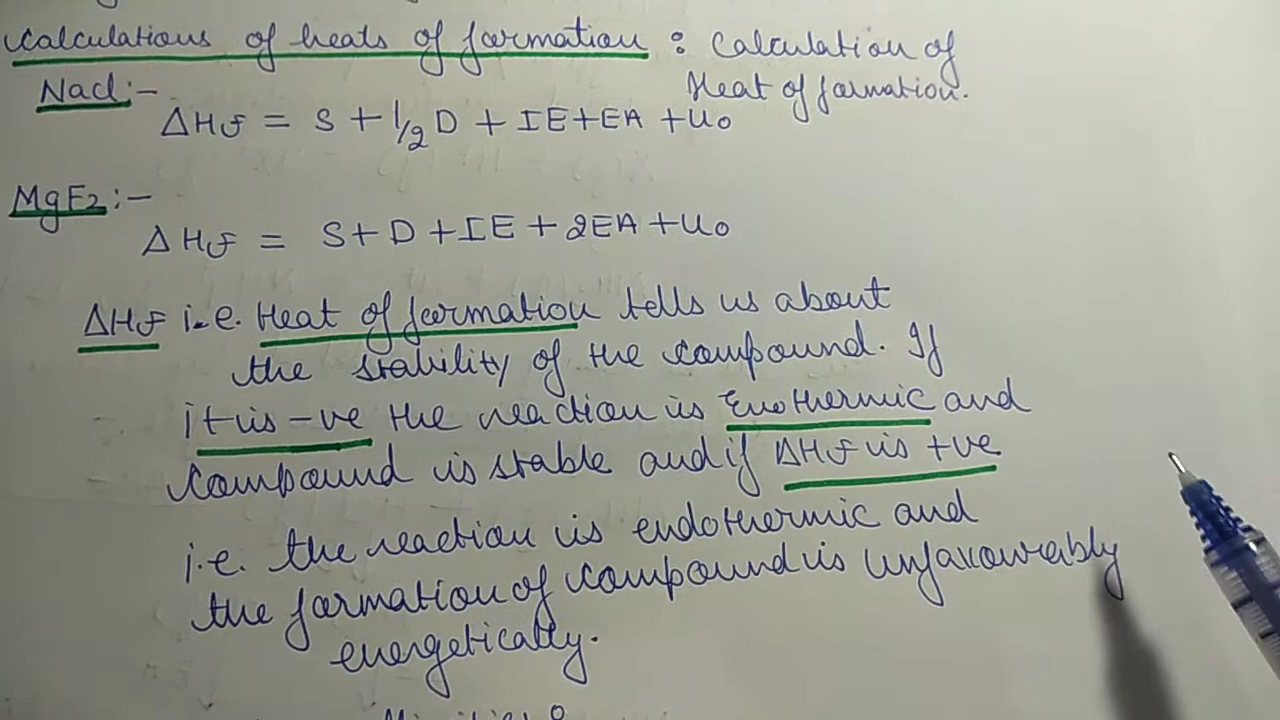 Calculations of heats of formation : Calculation of
Heat of formation.
Nacl:-
ΔHf = S + 1/2 D + IE + EA + U0
MgF2:-
ΔHf = S + D + IE + 2EA + U0
ΔHf i.e. Heat of formation tells us about
the stability of the compound. If
it is -ve the reaction is Exothermic and
compound is stable and if ΔHf is +ve
i.e. the reaction is endothermic and
the formation of compound is unfavourably
energetically.